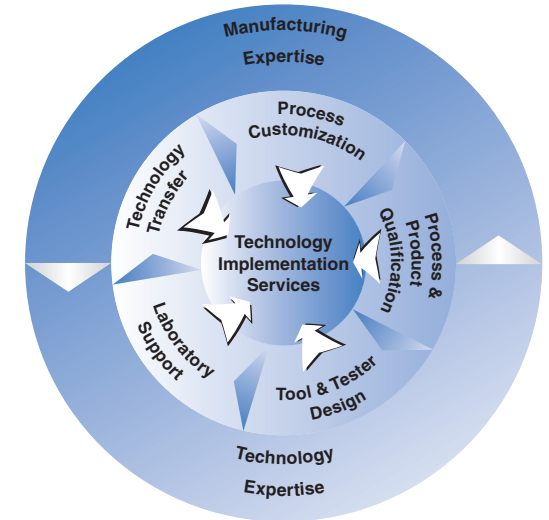 Manufacturing
Expertise
Process
Customization
Technology
Transfer
Process &
Product
Qualification
Technology
Implementation
Services
Laboratory
Support
Tool & Tester
Design
Technology
Expertise